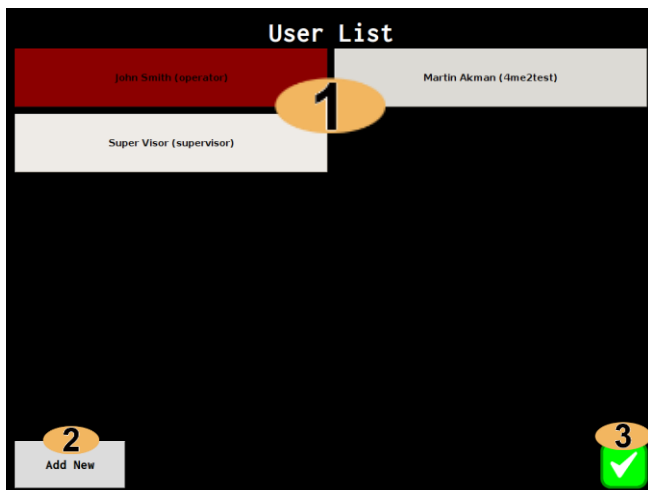 User List
John Smith (operator)
Martin Akman (4me2test)
1
Super Visor (supervisor)
2
Add New
3